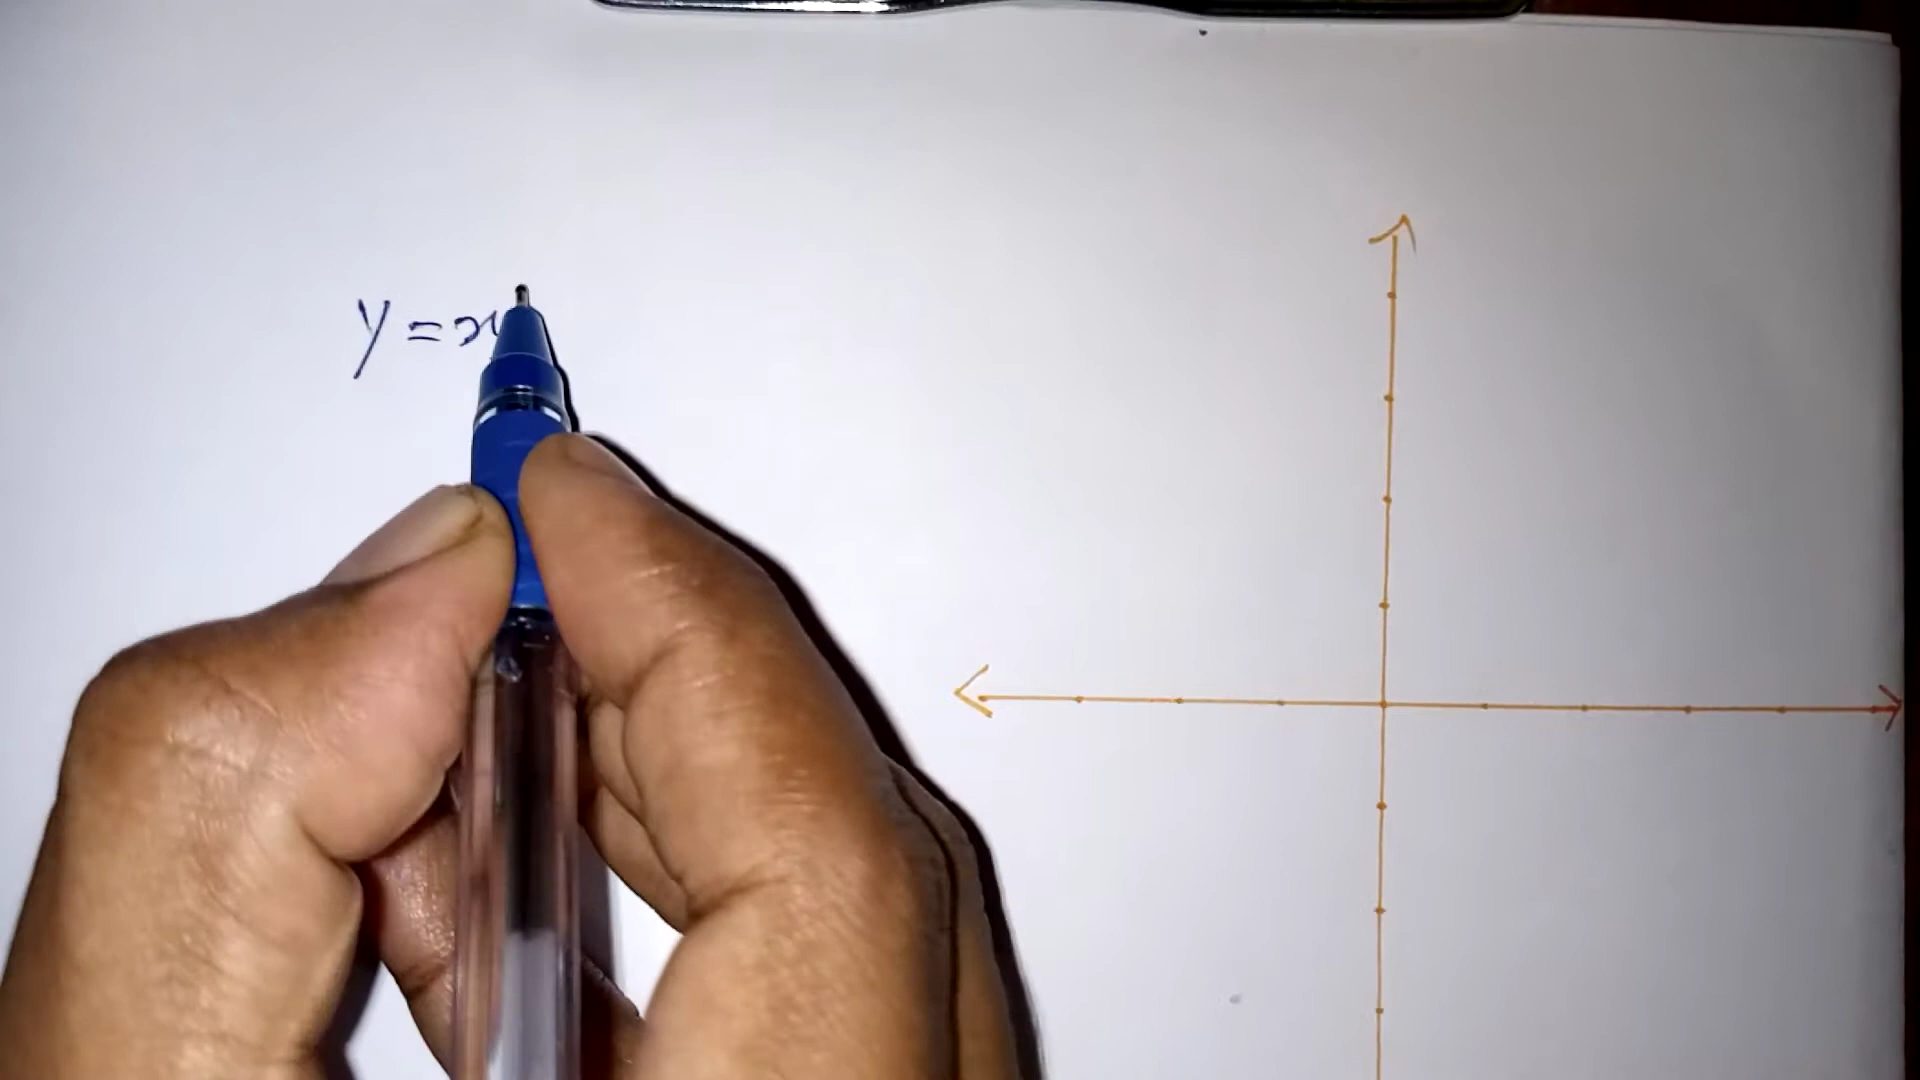 y = x